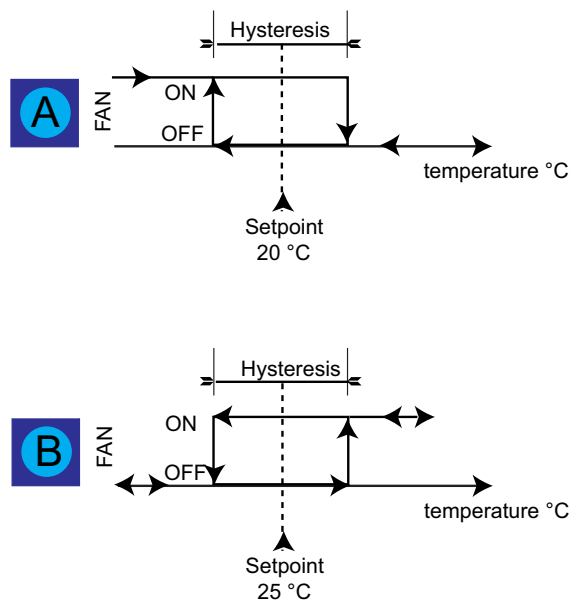 Hysteresis
A
FAN
ON
OFF
temperature °C
Setpoint
20 °C
Hysteresis
B
FAN
ON
OFF
temperature °C
Setpoint
25 °C